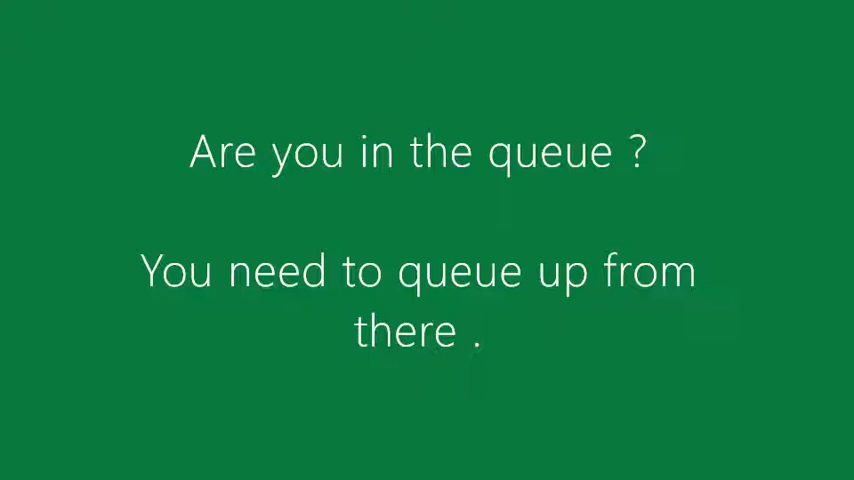 Are you in the queue ?
You need to queue up from
there .